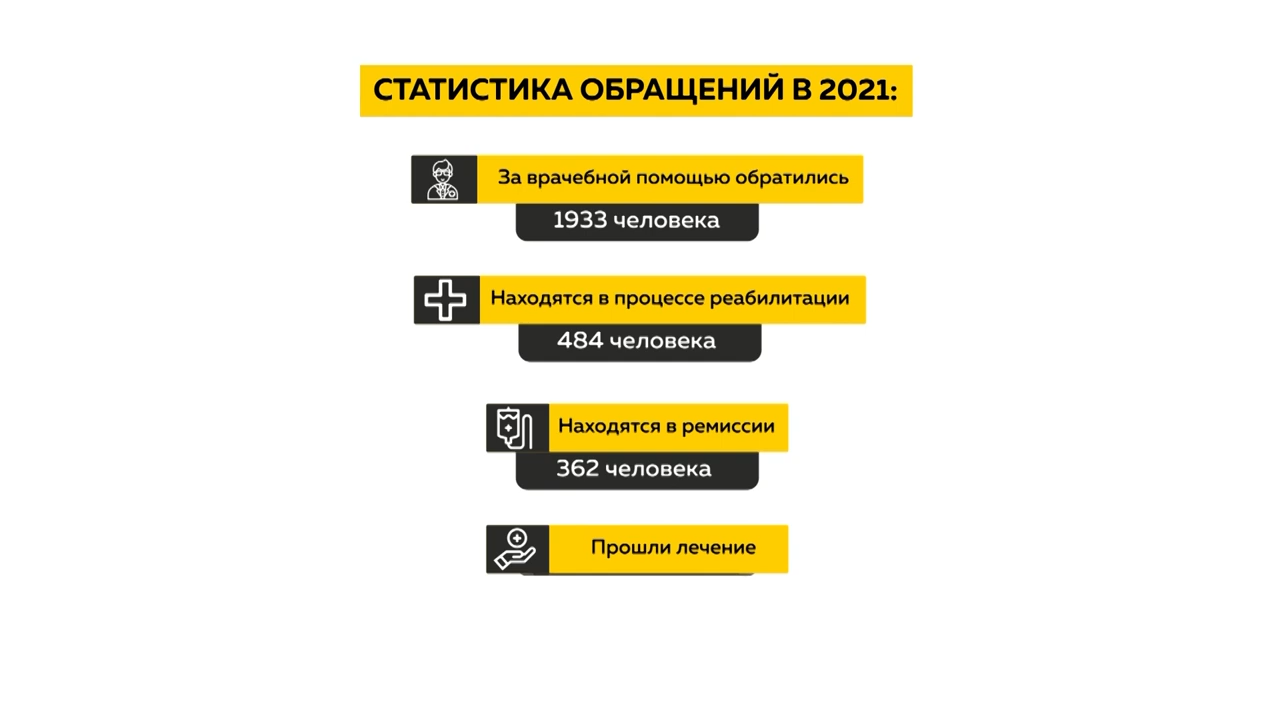 СТАТИСТИКА ОБРАЩЕНИЙ В 2021:
За врачебной помощью обратились
1933 человека
Находятся в процессе реабилитации
484 человека
Находятся в ремиссии
362 человека
Прошли лечение